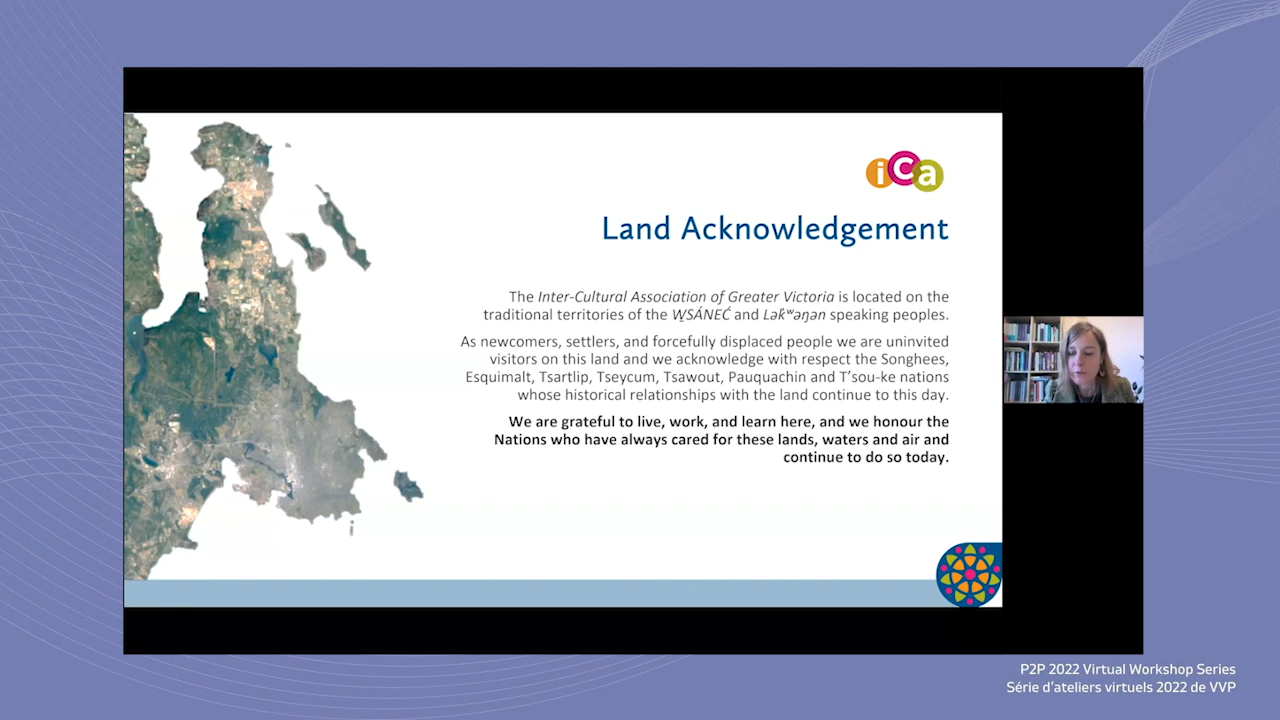 ica
Land Acknowledgement
The Inter-Cultural Association of Greater Victoria is located on the
traditional territories of the W̱SÁNEĆ and Lək̓ʷəŋən speaking peoples.
As newcomers, settlers, and forcefully displaced people we are uninvited
visitors on this land and we acknowledge with respect the Songhees,
Esquimalt, Tsartlip, Tseycum, Tsawout, Pauquachin and T’sou-ke nations
whose historical relationships with the land continue to this day.
We are grateful to live, work, and learn here, and we honour the
Nations who have always cared for these lands, waters and air and
continue to do so today.
P2P 2022 Virtual Workshop Series
Série d’ateliers virtuels 2022 de VVP